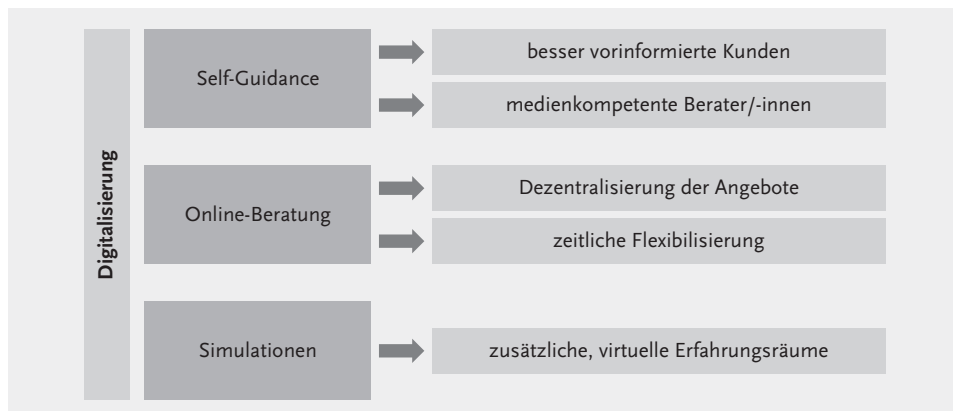 Digitalisierung
Self-Guidance
besser vorinformierte Kunden
medienkompetente Berater/-innen
Online-Beratung
Dezentralisierung der Angebote
zeitliche Flexibilisierung
Simulationen
zusätzliche, virtuelle Erfahrungsräume